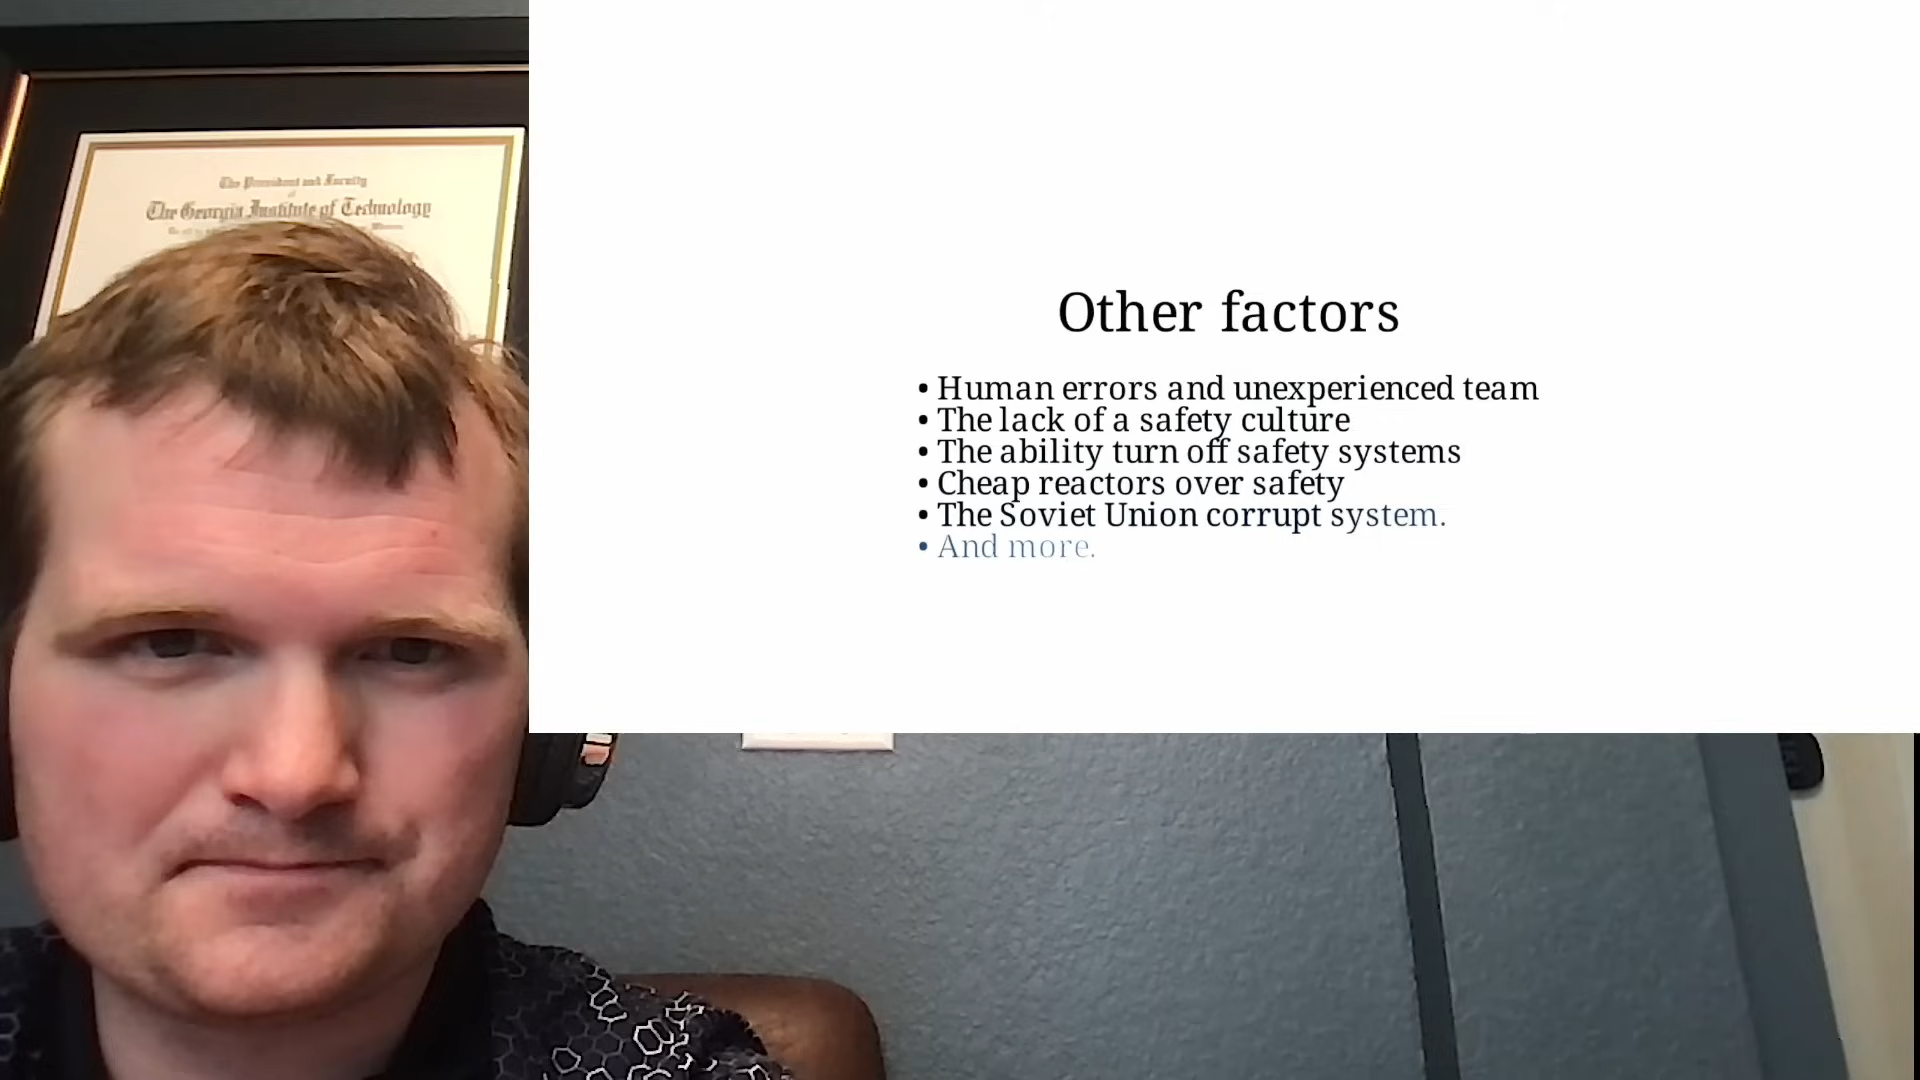 The President and Faculty
of
The Georgia Institute of Technology
Other factors
• Human errors and unexperienced team
• The lack of a safety culture
• The ability turn off safety systems
• Cheap reactors over safety
• The Soviet Union corrupt system.
• And more.